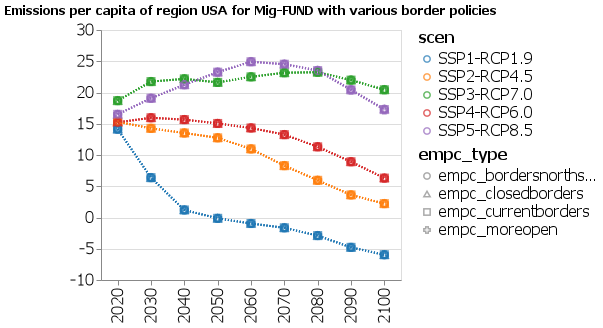 Emissions per capita of region USA for Mig-FUND with various border policies
30
25
20
15
10
5
0
-5
-10
2020
2030
2040
2050
2060
2070
2080
2090
2100
scen
SSP1-RCP1.9
SSP2-RCP4.5
SSP3-RCP7.0
SSP4-RCP6.0
SSP5-RCP8.5
empc_type
empc_bordersnorths…
empc_closedborders
empc_currentborders
empc_moreopen